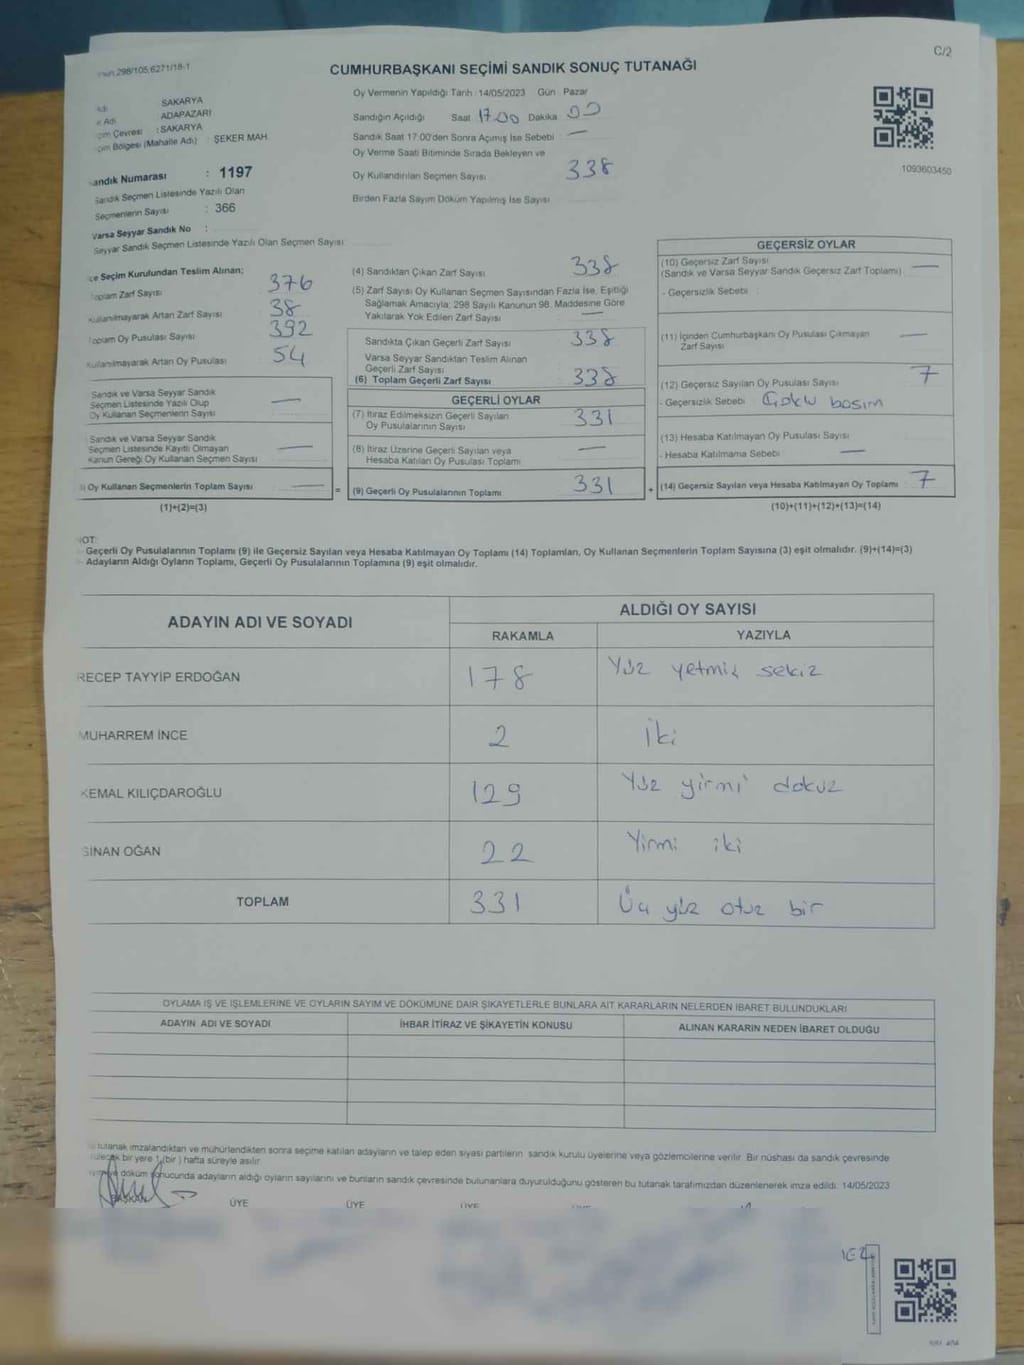 298/105;6271/18-1
C/2
CUMHURBAŞKANI SEÇİMİ SANDIK SONUÇ TUTANAĞI
Adı SAKARYA
e Adı ADAPAZARI
çim Çevresi : SAKARYA
çim Bölgesi (Mahalle Adı) : ŞEKER MAH.
andık Numarası : 1197
Sandık Seçmen Listesinde Yazılı Olan
Seçmenlerin Sayısı : 366
Varsa Seyyar Sandık No :
Seyyar Sandık Seçmen Listesinde Yazılı Olan Seçmen Sayısı
Oy Vermenin Yapıldığı Tarih : 14/05/2023 Gün : Pazar
Sandığın Açıldığı Saat 17.00 Dakika 00
Sandık Saat 17:00'den Sonra Açımış İse Sebebi —
Oy Verme Saati Bitiminde Sırada Bekleyen ve
Oy Kullandırılan Seçmen Sayısı 338
Birden Fazla Sayım Döküm Yapılmış İse Sayısı
1093603450
çe Seçim Kurulundan Teslim Alınan;
Toplam Zarf Sayısı 376
Kullanılmayarak Artan Zarf Sayısı 38
Toplam Oy Pusulası Sayısı 392
Kullanılmayarak Artan Oy Pusulası 54
Sandık ve Varsa Seyyar Sandık
Seçmen Listesinde Yazılı Olup
Oy Kullanan Seçmenlerin Sayısı —
Sandık ve Varsa Seyyar Sandık
Seçmen Listesinde Kayıtlı Olmayan
Kanun Gereği Oy Kullanan Seçmen Sayısı —
) Oy Kullanan Seçmenlerin Toplam Sayısı —
(1)+(2)=(3)
(4) Sandıktan Çıkan Zarf Sayısı 338
(5) Zarf Sayısı Oy Kullanan Seçmen Sayısından Fazla İse, Eşitliği
Sağlamak Amacıyla, 298 Sayılı Kanunun 98. Maddesine Göre
Yakılarak Yok Edilen Zarf Sayısı —
Sandıkta Çıkan Geçerli Zarf Sayısı 338
Varsa Seyyar Sandıktan Teslim Alınan
Geçerli Zarf Sayısı
(6) Toplam Geçerli Zarf Sayısı 338
GEÇERLİ OYLAR
(7) İtiraz Edilmeksizin Geçerli Sayılan
Oy Pusulalarının Sayısı 331
(8) İtiraz Üzerine Geçerli Sayılan veya
Hesaba Katılan Oy Pusulası Toplamı —
= (9) Geçerli Oy Pusulalarının Toplamı 331 +
GEÇERSİZ OYLAR
(10) Geçersiz Zarf Sayısı
(Sandık ve Varsa Seyyar Sandık Geçersiz Zarf Toplamı) —
- Geçersizlik Sebebi :
(11) İçinden Cumhurbaşkanı Oy Pusulası Çıkmayan
Zarf Sayısı —
(12) Geçersiz Sayılan Oy Pusulası Sayısı 7
- Geçersizlik Sebebi Çoklu basım
(13) Hesaba Katılmayan Oy Pusulası Sayısı
- Hesaba Katılmama Sebebi —
(14) Geçersiz Sayılan veya Hesaba Katılmayan Oy Toplamı 7
(10)+(11)+(12)+(13)=(14)
NOT:
- Geçerli Oy Pusulalarının Toplamı (9) ile Geçersiz Sayılan veya Hesaba Katılmayan Oy Toplamı (14) Toplamları, Oy Kullanan Seçmenlerin Toplam Sayısına (3) eşit olmalıdır. (9)+(14)=(3)
- Adayların Aldığı Oyların Toplamı, Geçerli Oy Pusulalarının Toplamına (9) eşit olmalıdır.
ADAYIN ADI VE SOYADI ALDIĞI OY SAYISI
RAKAMLA YAZIYLA
RECEP TAYYİP ERDOĞAN 178 Yüz yetmiş sekiz
MUHARREM İNCE 2 İki
KEMAL KILIÇDAROĞLU 129 Yüz yirmi dokuz
SİNAN OĞAN 22 Yirmi iki
TOPLAM 331 Üç yüz otuz bir
OYLAMA İŞ VE İŞLEMLERİNE VE OYLARIN SAYIM VE DÖKÜMÜNE DAİR ŞİKAYETLERLE BUNLARA AİT KARARLARIN NELERDEN İBARET BULUNDUKLARI
ADAYIN ADI VE SOYADI İHBAR İTİRAZ VE ŞİKAYETİN KONUSU ALINAN KARARIN NEDEN İBARET OLDUĞU
tutanak imzalandıktan ve mühürlendikten sonra seçime katılan adayların ve talep eden siyasi partilerin sandık kurulu üyelerine veya gözlemcilerine verilir. Bir nüshası da sandık çevresinde
bir yere 1 (bir) hafta süreyle asılır.
döküm sonucunda adayların aldığı oyların sayılarını ve bunların sandık çevresinde bulunanlara duyurulduğunu gösteren bu tutanak tarafımızdan düzenlenerek imza edildi. 14/05/2023
BAŞKAN ÜYE ÜYE ÜYE